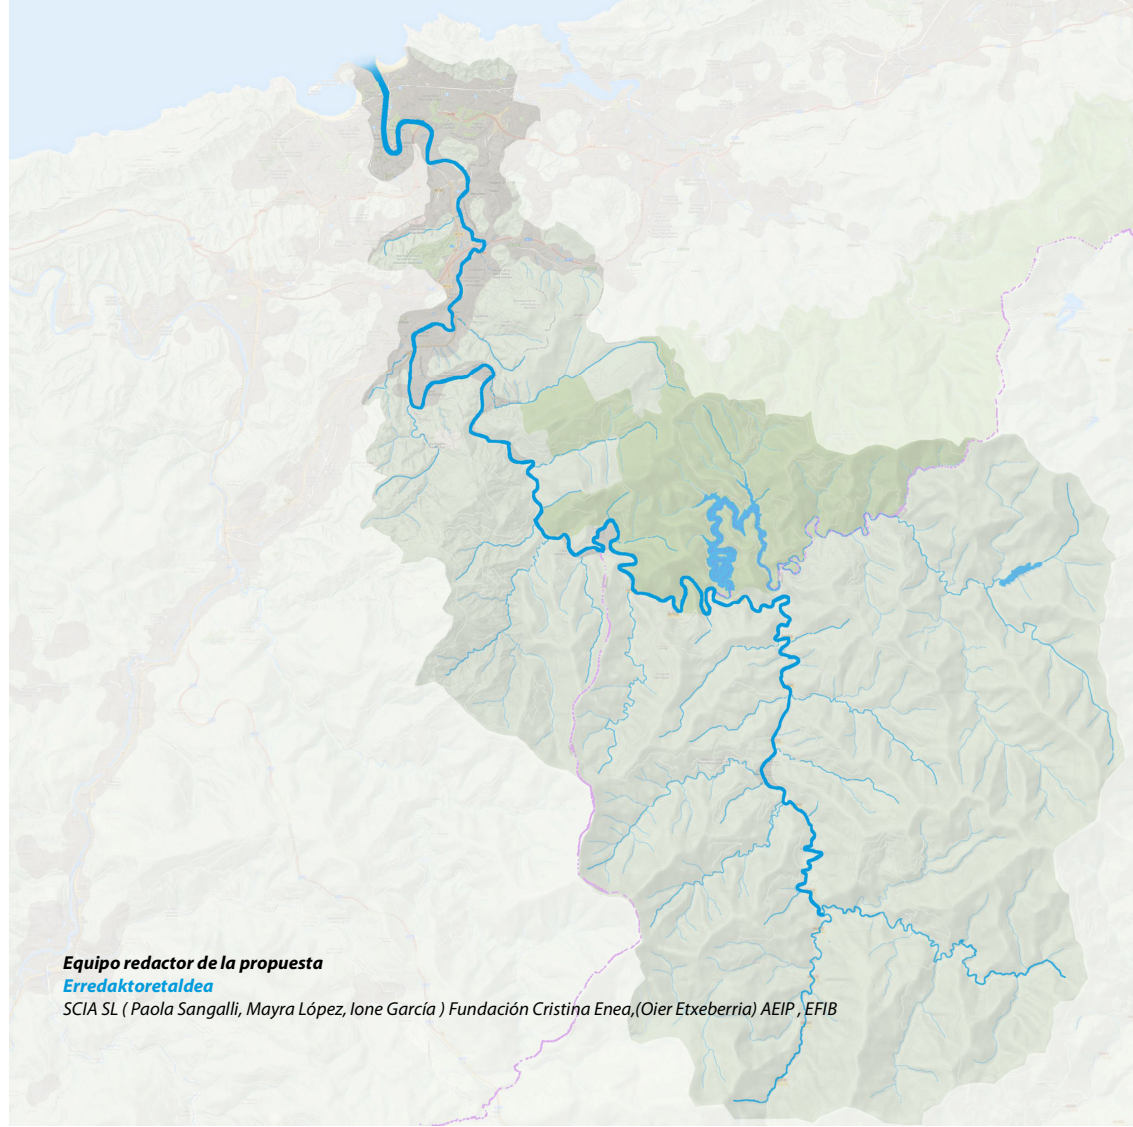 Equipo redactor de la propuesta
Erredaktoretaldea
SCIA SL ( Paola Sangalli, Mayra López, Ione García ) Fundación Cristina Enea,(Oier Etxeberria) AEIP , EFIB